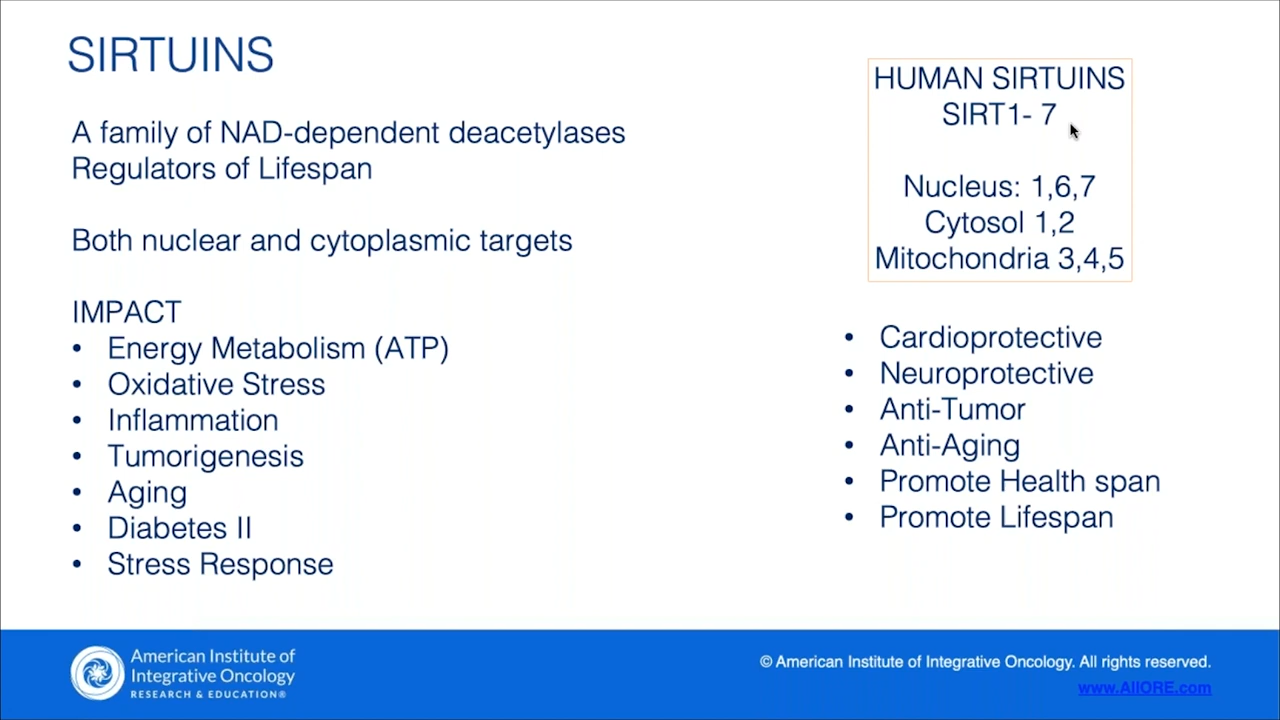 SIRTUINS
A family of NAD-dependent deacetylases
Regulators of Lifespan
Both nuclear and cytoplasmic targets
IMPACT
• Energy Metabolism (ATP)
• Oxidative Stress
• Inflammation
• Tumorigenesis
• Aging
• Diabetes II
• Stress Response
HUMAN SIRTUINS
SIRT1- 7
Nucleus: 1,6,7
Cytosol 1,2
Mitochondria 3,4,5
• Cardioprotective
• Neuroprotective
• Anti-Tumor
• Anti-Aging
• Promote Health span
• Promote Lifespan
American Institute of
Integrative Oncology
RESEARCH & EDUCATION®
© American Institute of Integrative Oncology. All rights reserved.
www.AIIORE.com